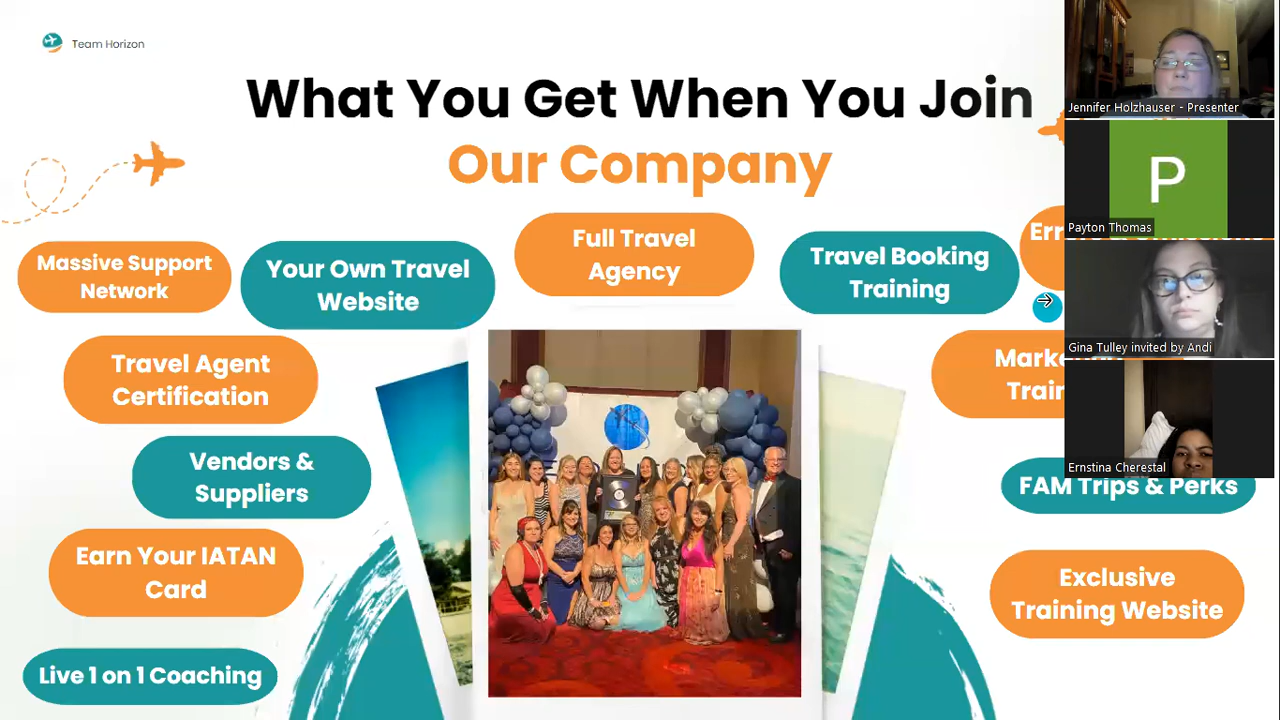 Team Horizon
What You Get When You Join
Our Company
Massive Support
Network
Your Own Travel
Website
Full Travel
Agency
Travel Booking
Training
Travel Agent
Certification
Vendors &
Suppliers
Earn Your IATAN
Card
Live 1 on 1 Coaching
FAM Trips & Perks
Exclusive
Training Website
Jennifer Holzhauser - Presenter
P
Payton Thomas
Gina Tulley invited by Andi
Ernstina Cherestal